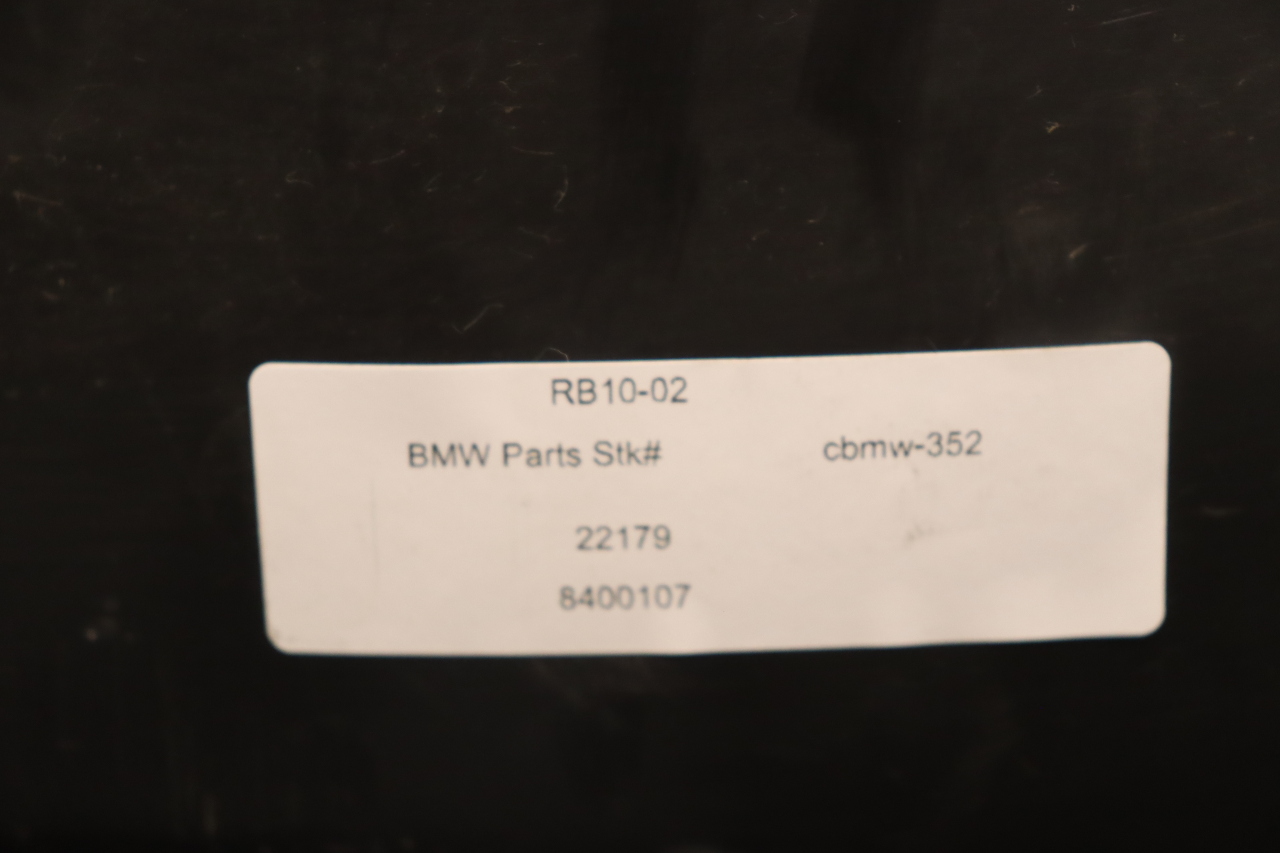 RB10-02
BMW Parts Stk# cbmw-352
22179
8400107